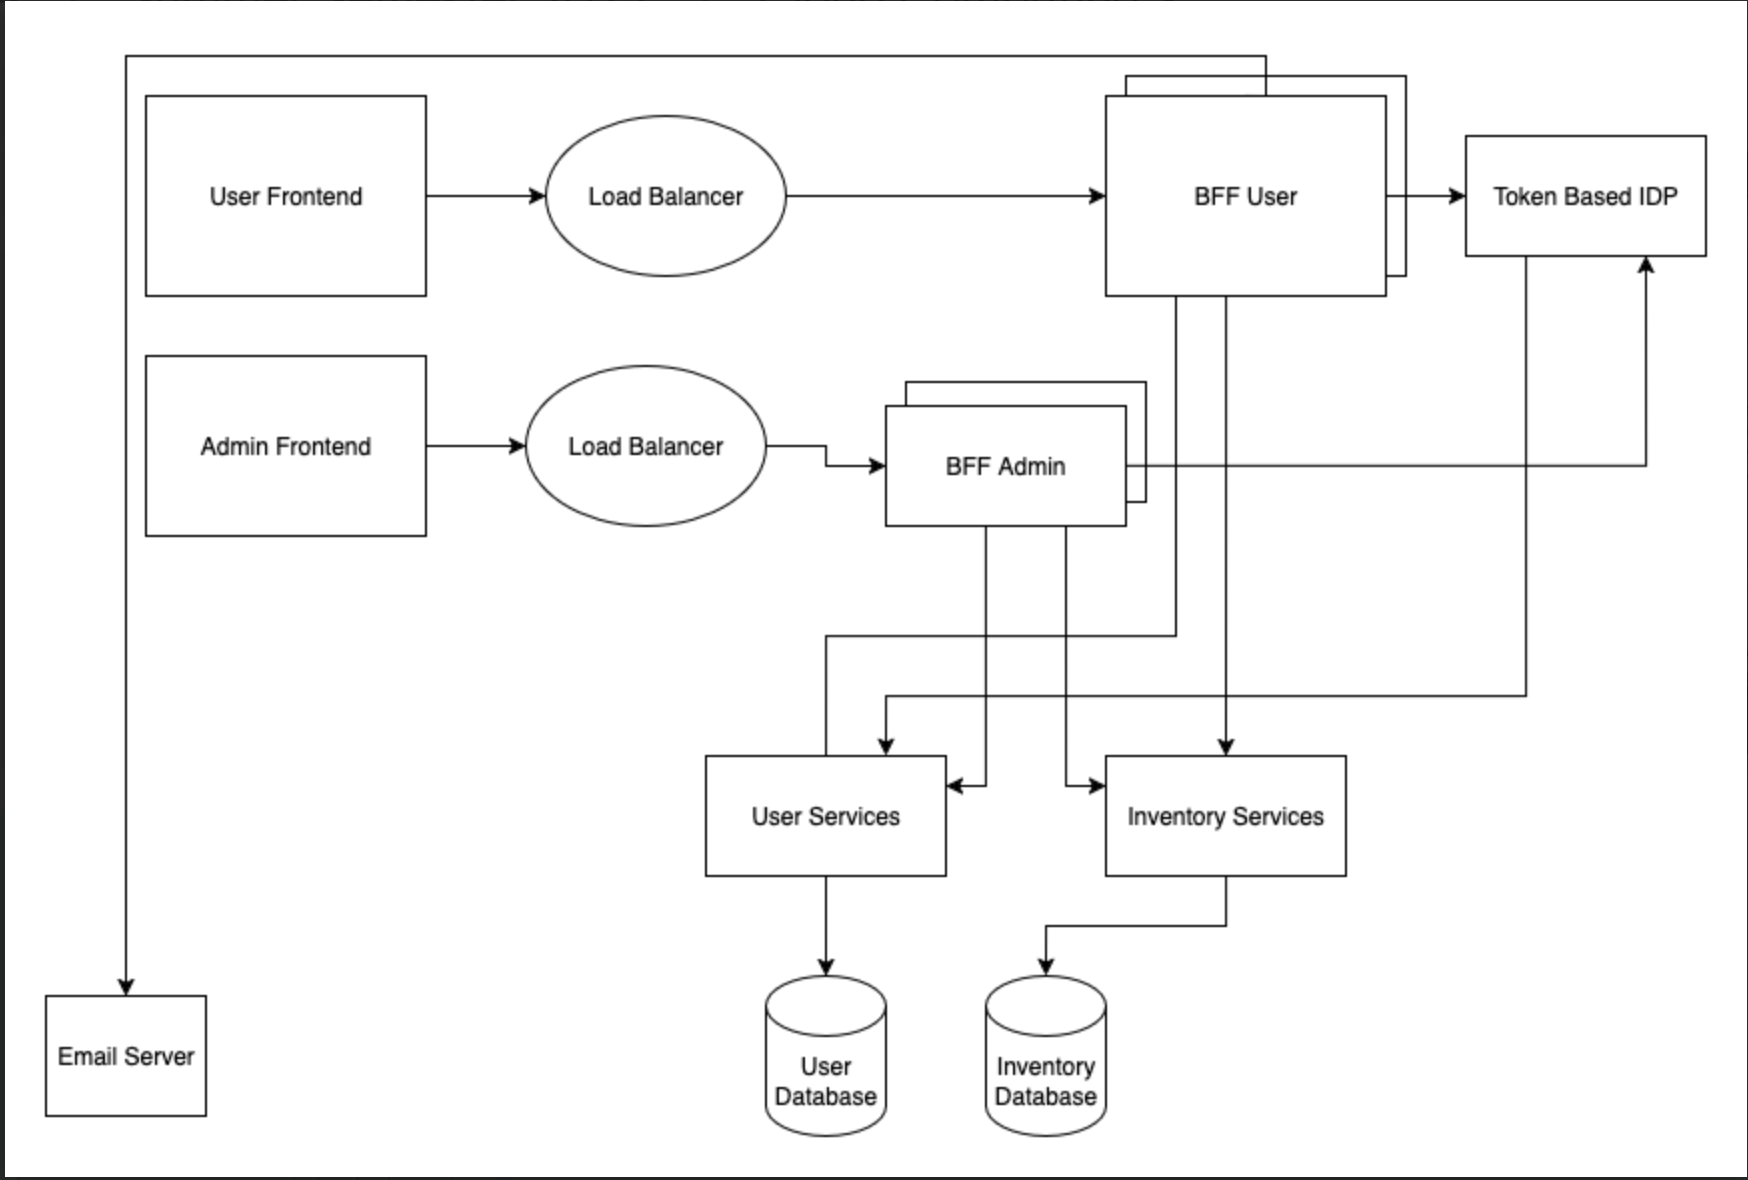 User Frontend
Load Balancer
BFF User
Token Based IDP
Admin Frontend
Load Balancer
BFF Admin
User Services
Inventory Services
Email Server
User
Database
Inventory
Database